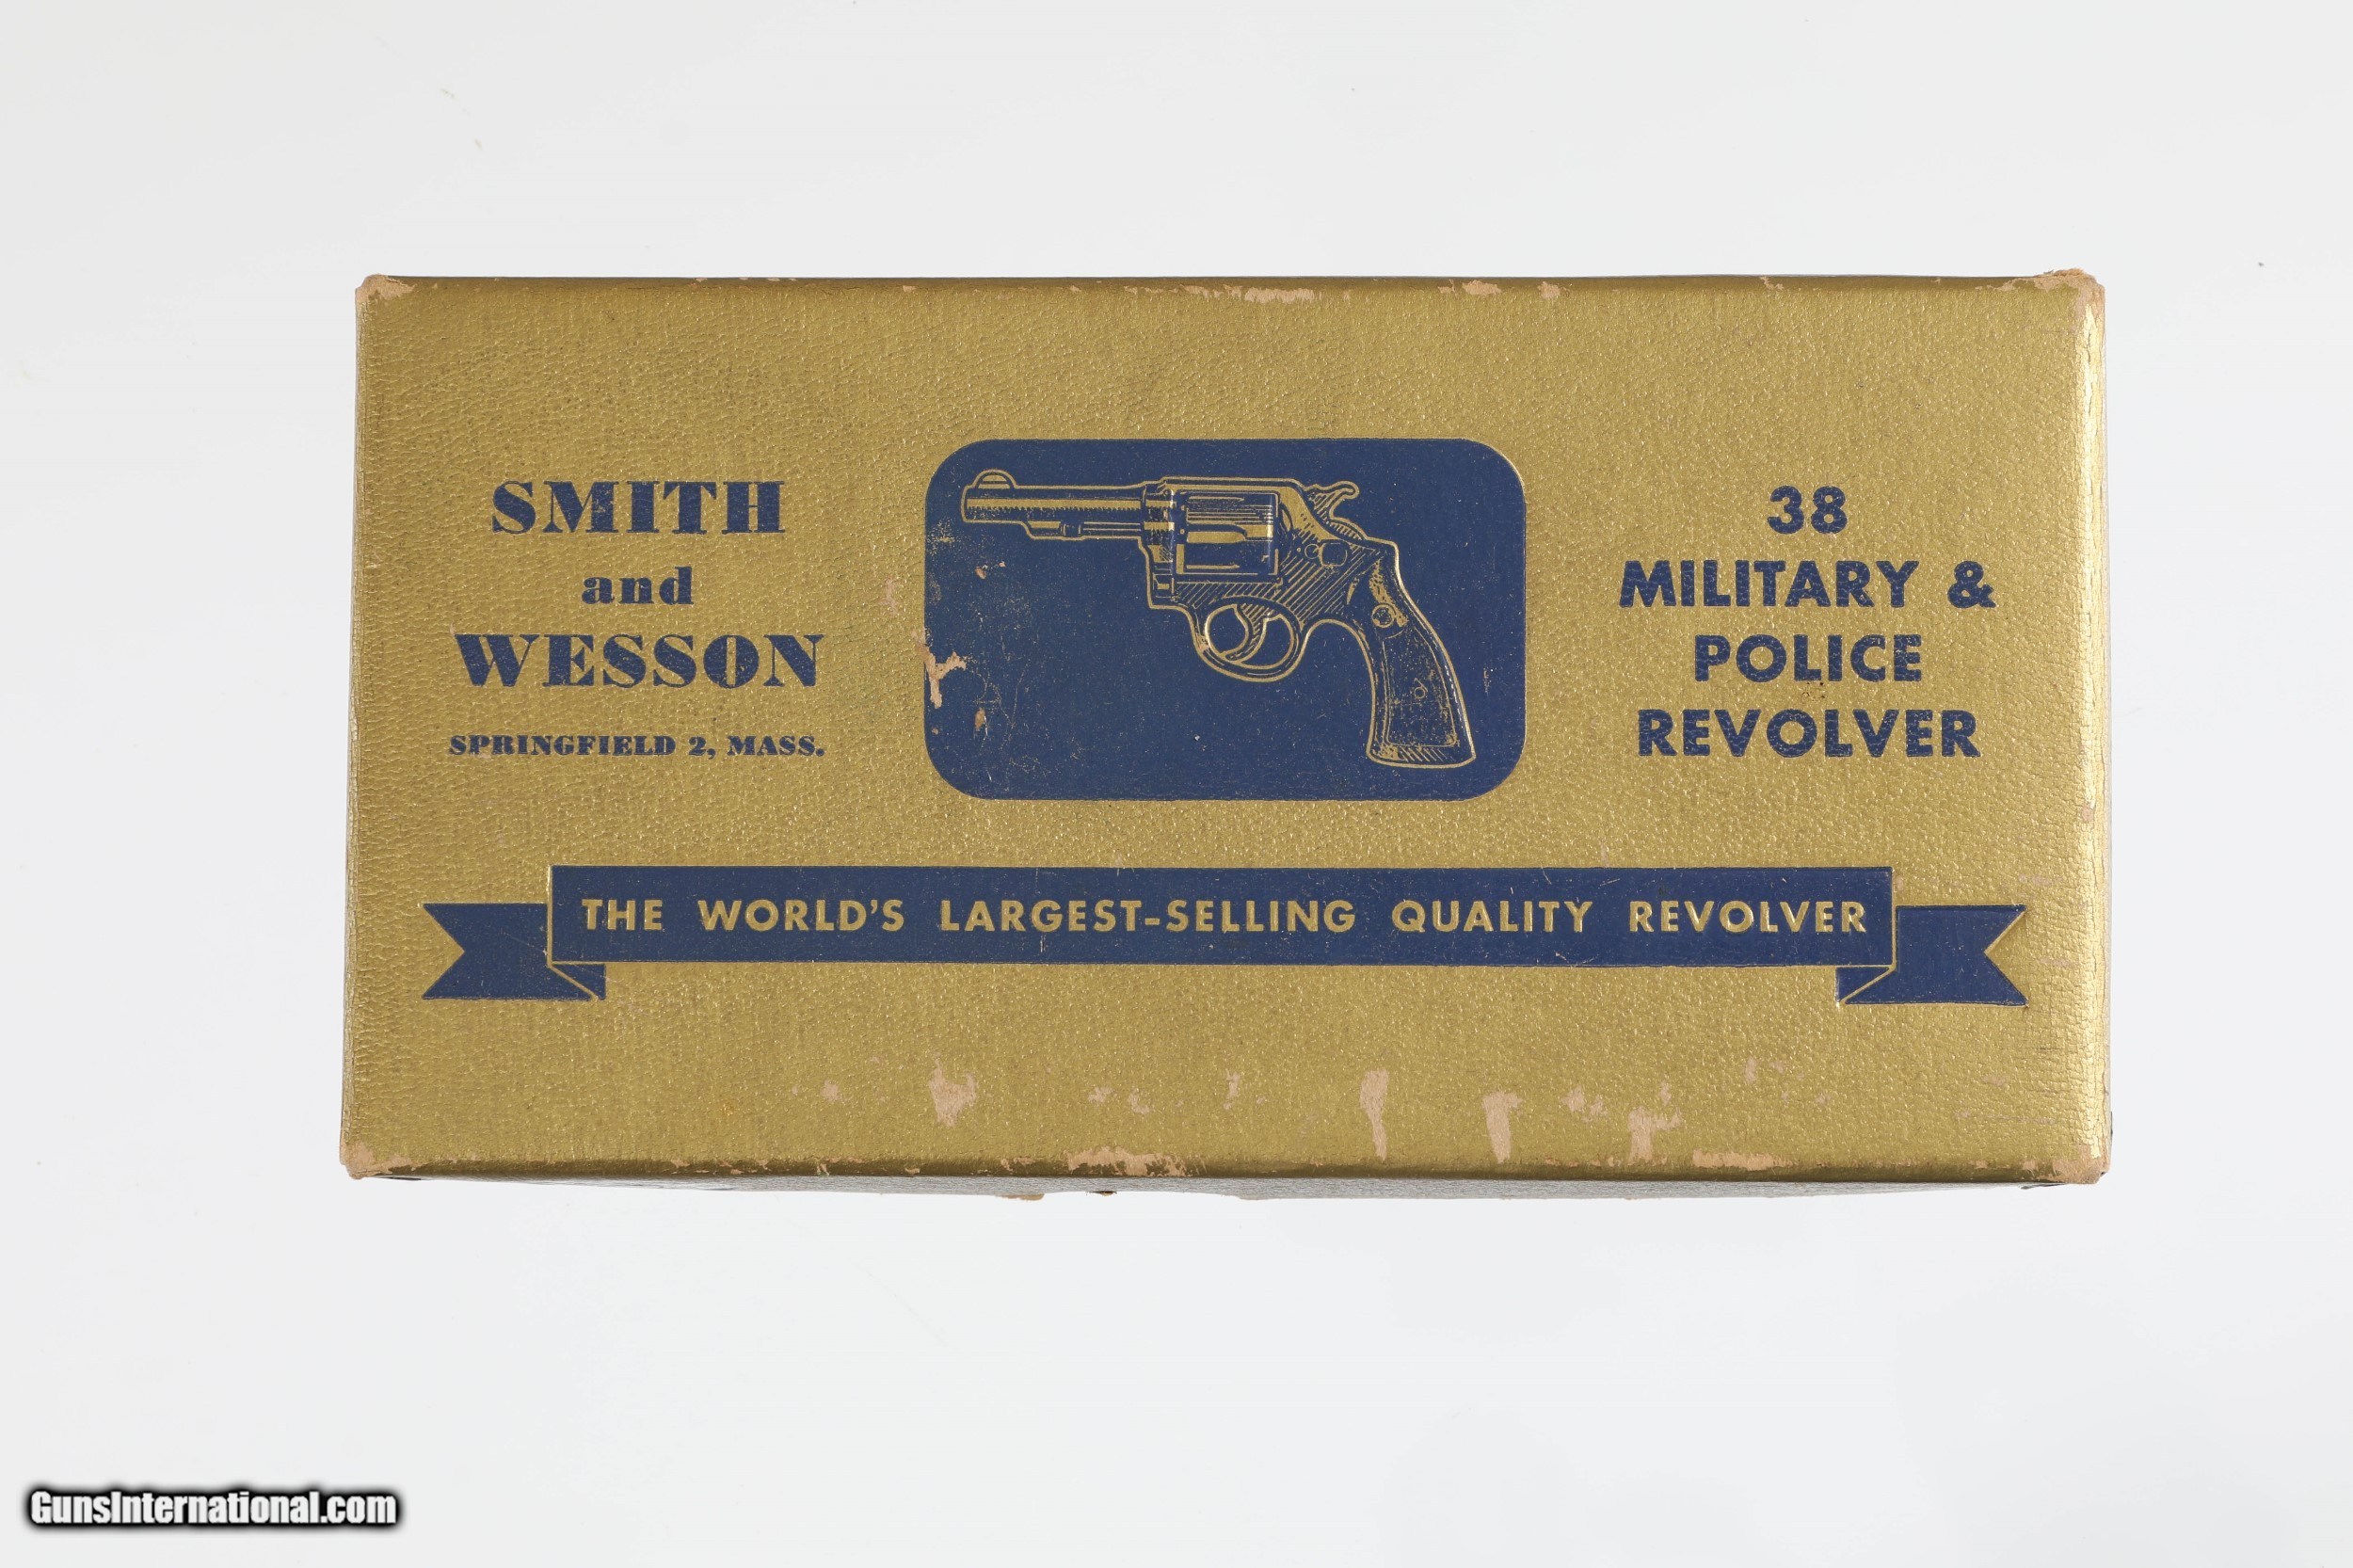 SMITH
and
WESSON
SPRINGFIELD 2, MASS.
38
MILITARY &
POLICE
REVOLVER
THE WORLD'S LARGEST-SELLING QUALITY REVOLVER
GunsInternational.com